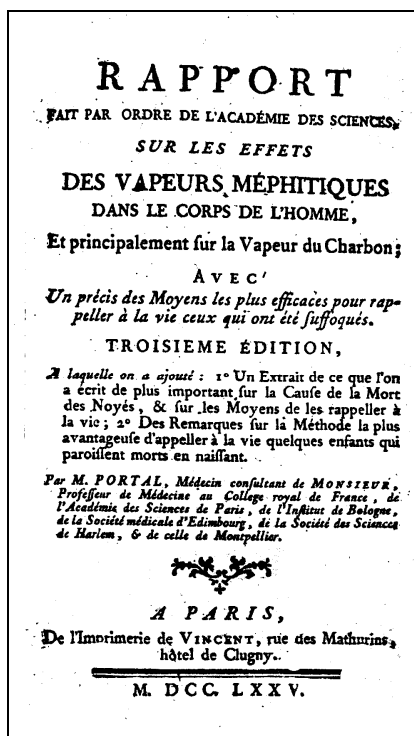 RAPPORT
FAIT PAR ORDRE DE L'ACADÉMIE DES SCIENCES,
SUR LES EFFETS
DES VAPEURS MÉPHITIQUES
DANS LE CORPS DE L'HOMME,
Et principalement ſur la Vapeur du Charbon;
AVEC
Un précis des Moyens les plus efficaces pour rap-
peller à la vie ceux qui ont été ſuffoqués.
TROISIEME ÉDITION,
A laquelle on a ajouté : 1° Un Extrait de ce que l'on
a écrit de plus important ſur la Cauſe de la Mort
des Noyés, & ſur les Moyens de les rappeller à
la vie ; 2° Des Remarques ſur la Méthode la plus
avantageuſe d'appeller à la vie quelques enfants qui
paroiſſent morts en naiſſant.
Par M. PORTAL, Médecin conſultant de MONSIEUR,
Profeſſeur de Médecine au College royal de France, de
l'Académie des Sciences de Paris, de l'Inſtitut de Bologne,
de la Société médicale d'Edimbourg, de la Société des Sciences
de Harlem, & de celle de Montpellier.
A PARIS,
De l'Imprimerie de VINCENT, rue des Mathurins,
hôtel de Clugny.
M. DCC. LXXV.